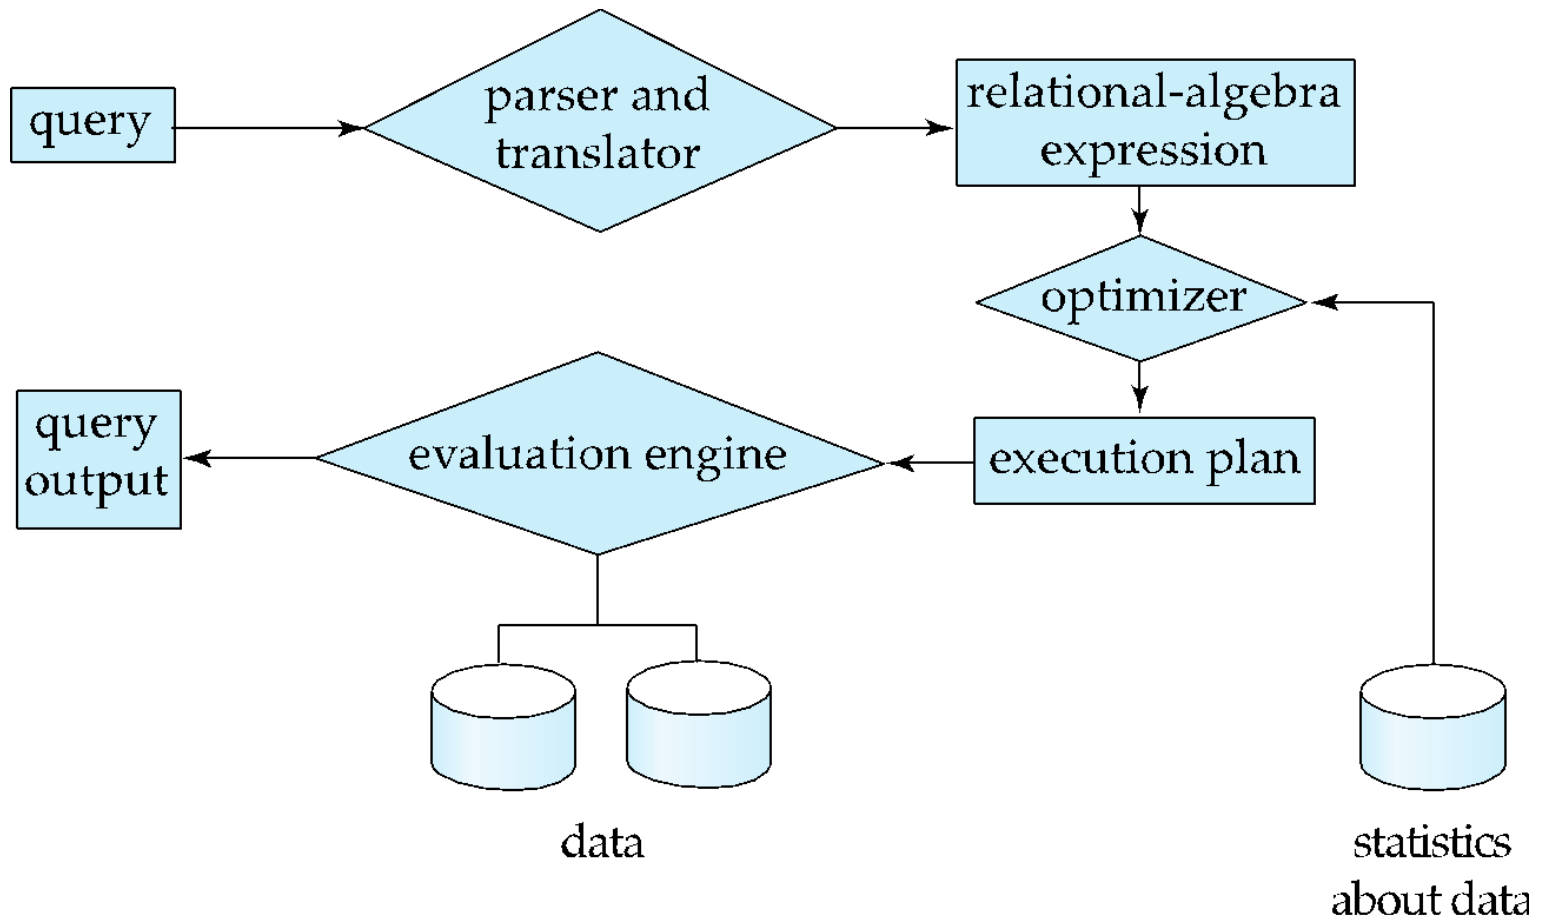 query
parser and
translator
relational-algebra
expression
optimizer
query
output
evaluation engine
execution plan
data
statistics
about data